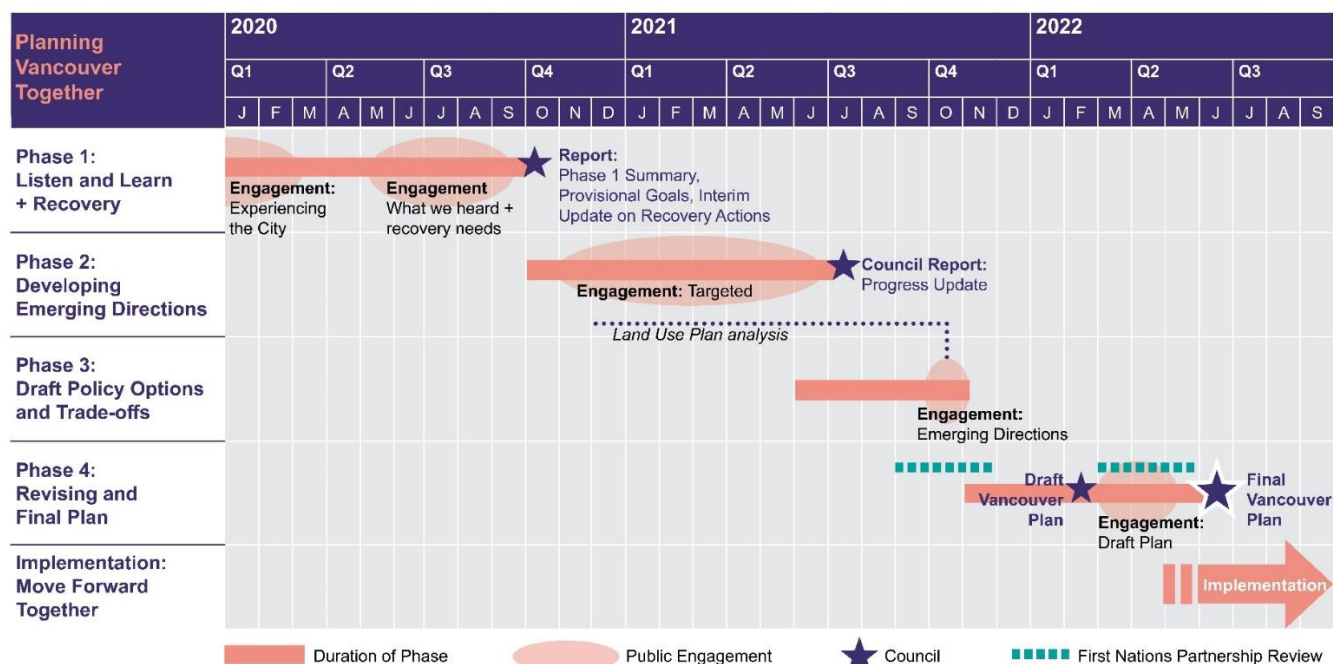 Planning
Vancouver
Together
2020 2021 2022
Q1 Q2 Q3 Q4 Q1 Q2 Q3 Q4 Q1 Q2 Q3
J F M A M J J A S O N D J F M A M J J A S O N D J F M A M J J A S
Phase 1:
Listen and Learn
+ Recovery
Engagement:
Experiencing
the City
Engagement
What we heard +
recovery needs
Report:
Phase 1 Summary,
Provisional Goals, Interim
Update on Recovery Actions
Phase 2:
Developing
Emerging Directions
Engagement: Targeted
Council Report:
Progress Update
Land Use Plan analysis
Phase 3:
Draft Policy Options
and Trade-offs
Engagement:
Emerging Directions
Phase 4:
Revising and
Final Plan
Draft
Vancouver
Plan
Engagement:
Draft Plan
Final
Vancouver
Plan
Implementation:
Move Forward
Together
Implementation
Duration of Phase
Public Engagement
Council
First Nations Partnership Review